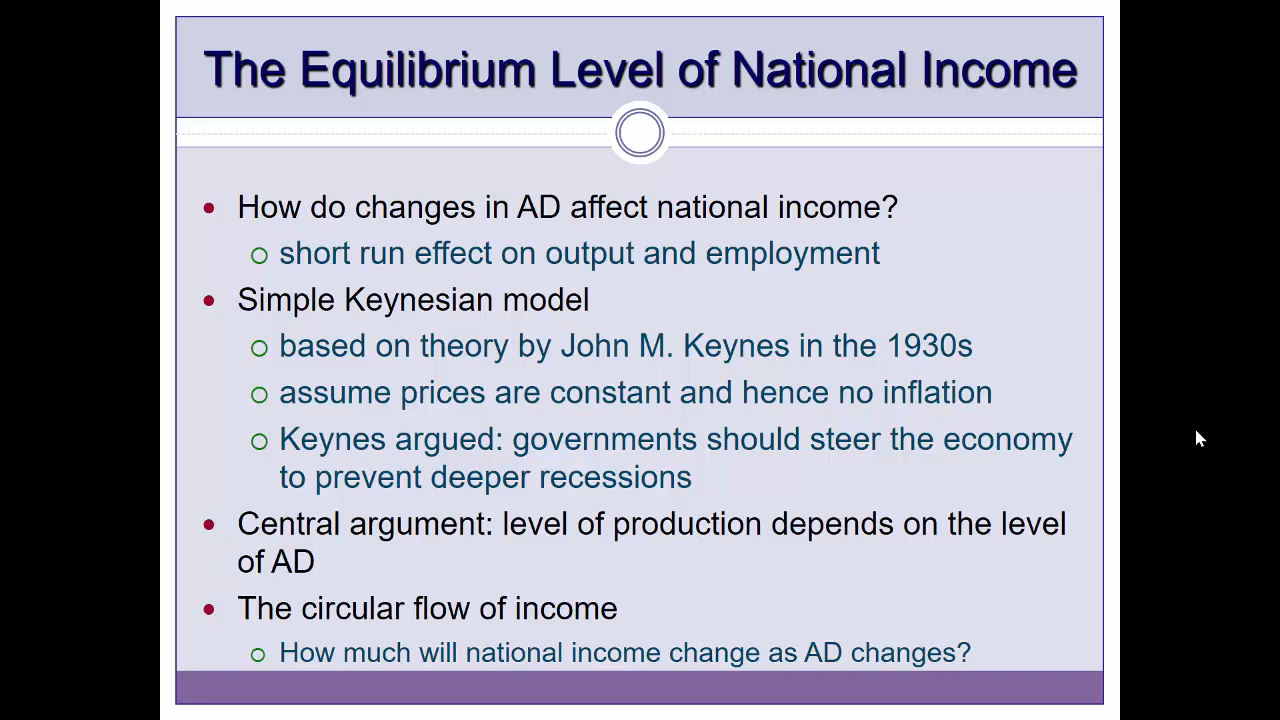 The Equilibrium Level of National Income
How do changes in AD affect national income?
short run effect on output and employment
Simple Keynesian model
based on theory by John M. Keynes in the 1930s
assume prices are constant and hence no inflation
Keynes argued: governments should steer the economy
to prevent deeper recessions
Central argument: level of production depends on the level
of AD
The circular flow of income
How much will national income change as AD changes?